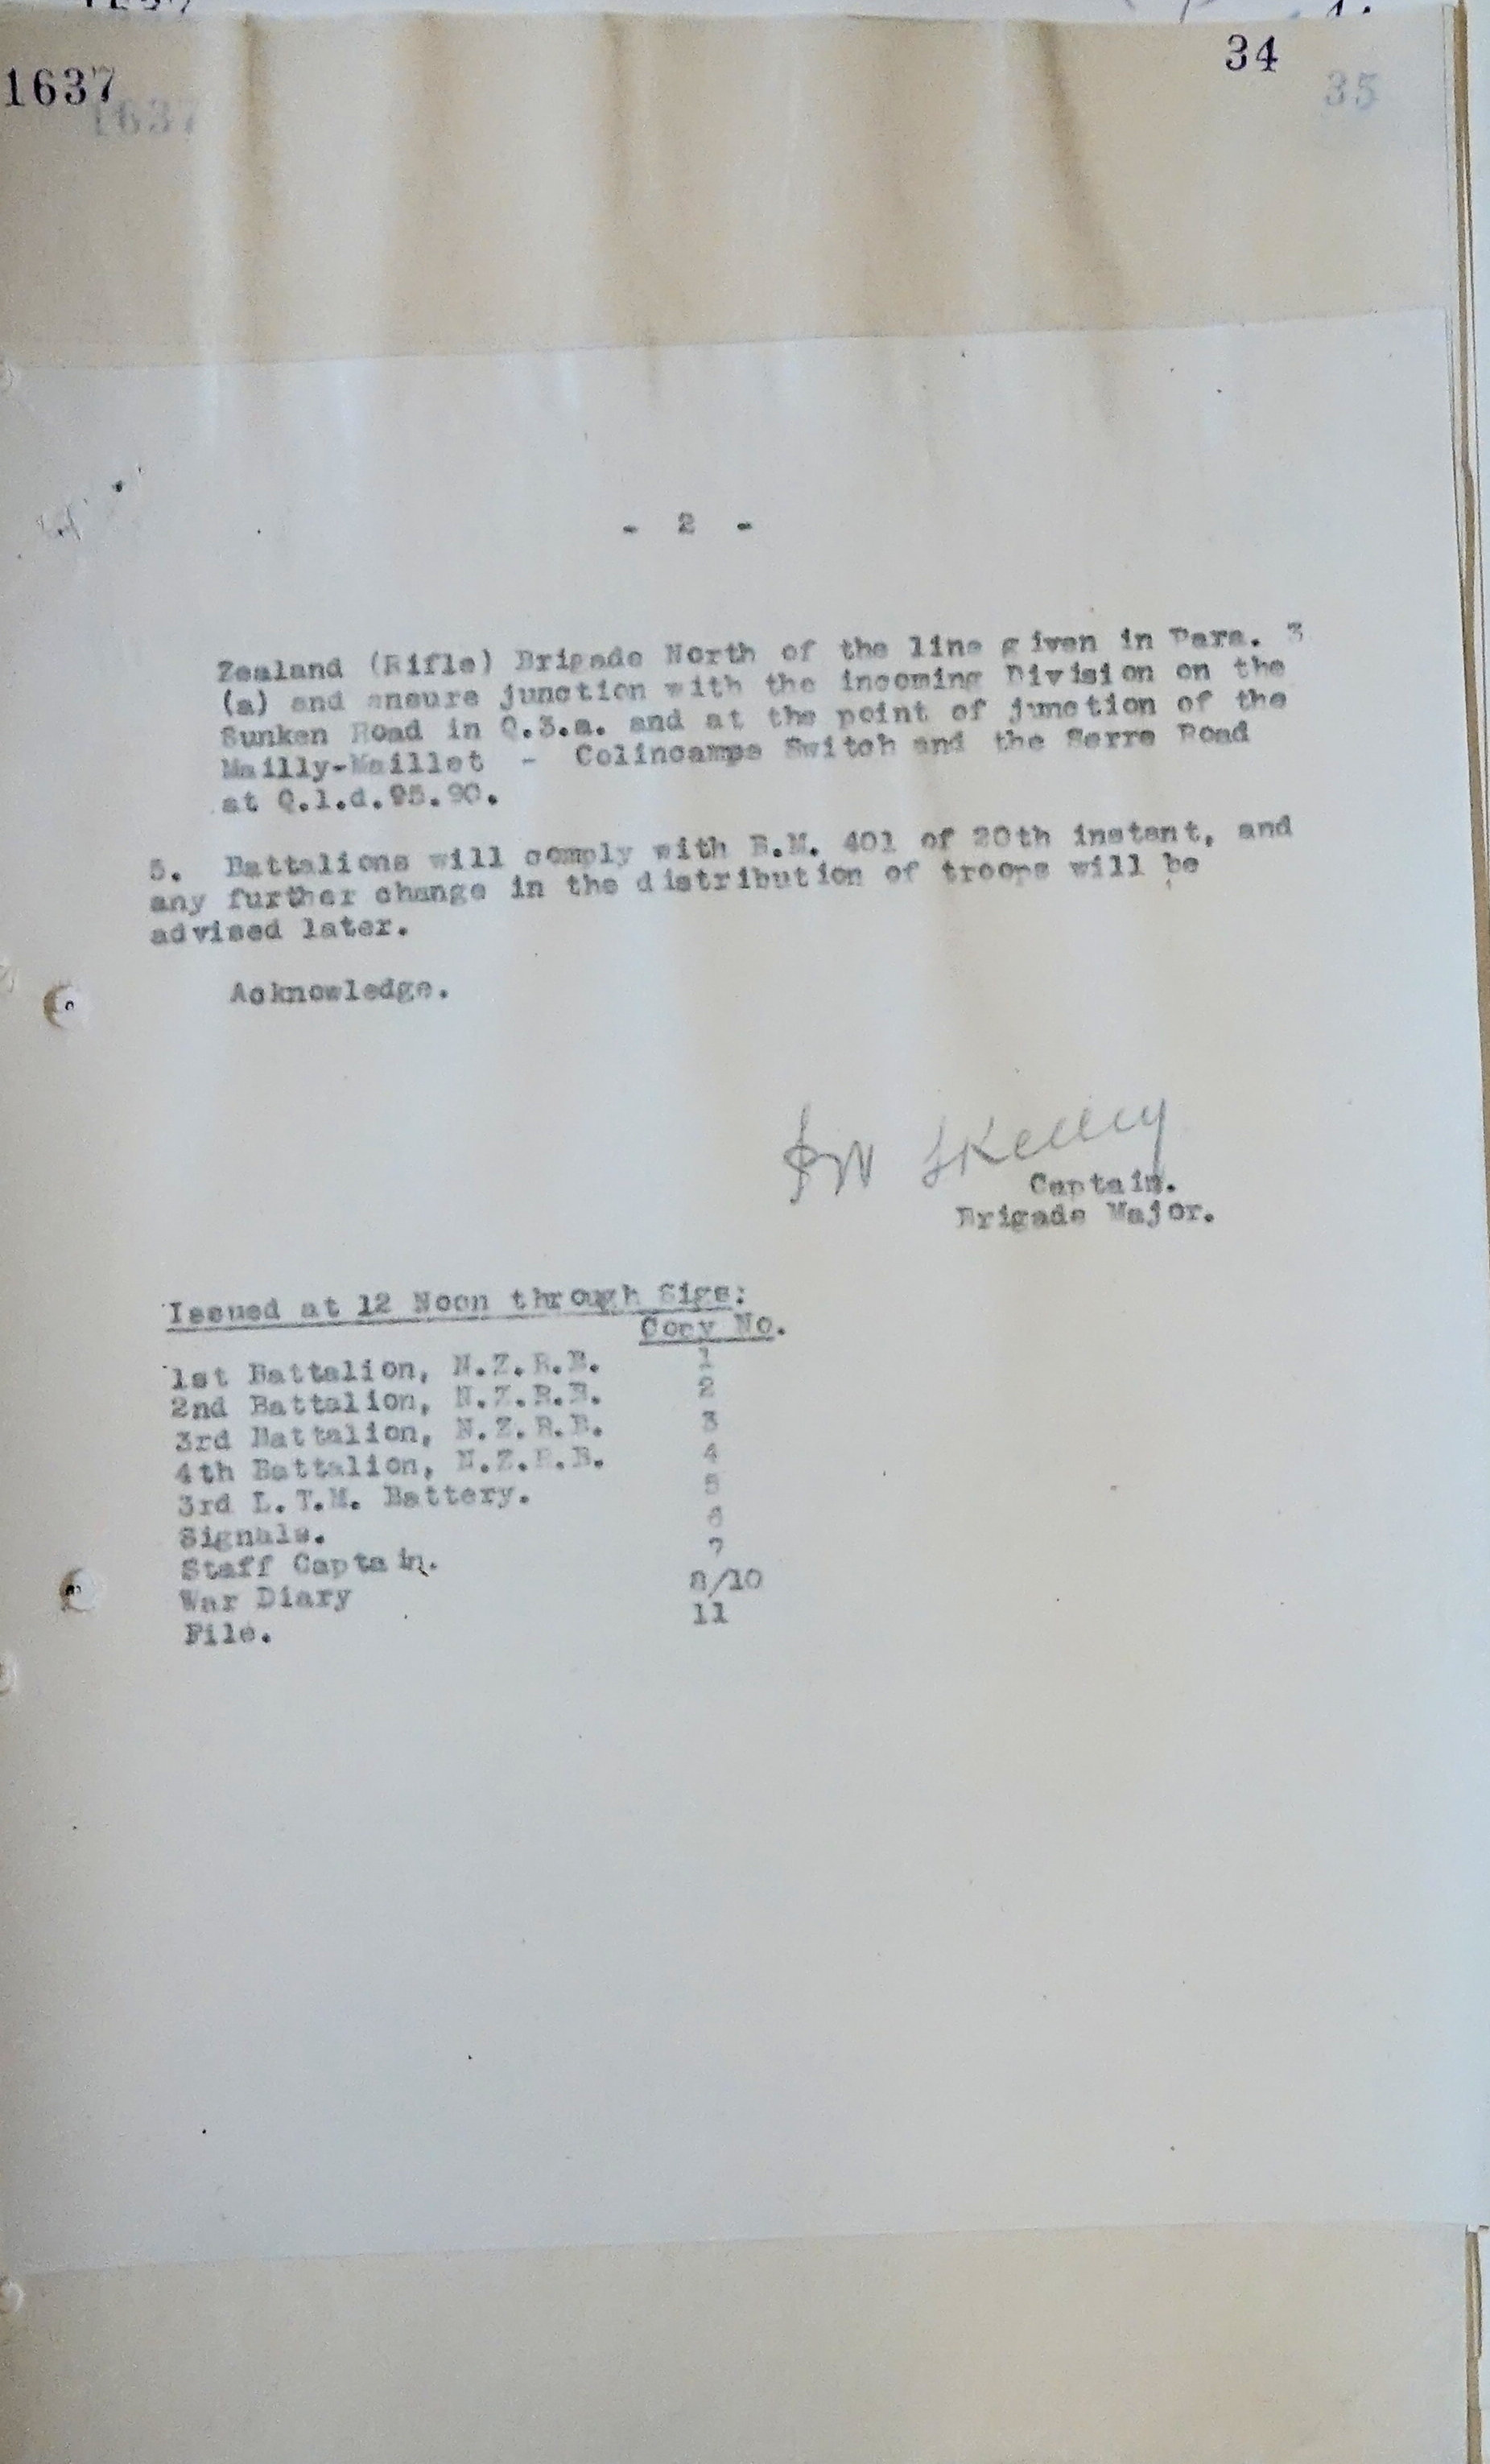 1637
34
1637
35
- 2 -
Zealand (Rifle) Brigade North of the line given in Para. 3
(a) and ensure junction with the incoming Division on the
Sunken Road in Q.3.a. and at the point of junction of the
Mailly-Maillet - Colincamps Switch and the Serre Road
at Q.1.d.95.90.
5. Battalions will comply with B.M. 401 of 20th instant, and
any further change in the distribution of troops will be
advised later.
Acknowledge.
Captain.
Brigade Major.
Issued at 12 Noon through Sigs:
Copy No.
1st Battalion, N.Z.R.B. 1
2nd Battalion, N.Z.R.B. 2
3rd Battalion, N.Z.R.B. 3
4th Battalion, N.Z.R.B. 4
3rd L.T.M. Battery. 5
Signals. 6
Staff Captain. 7
War Diary 8/10
File. 11